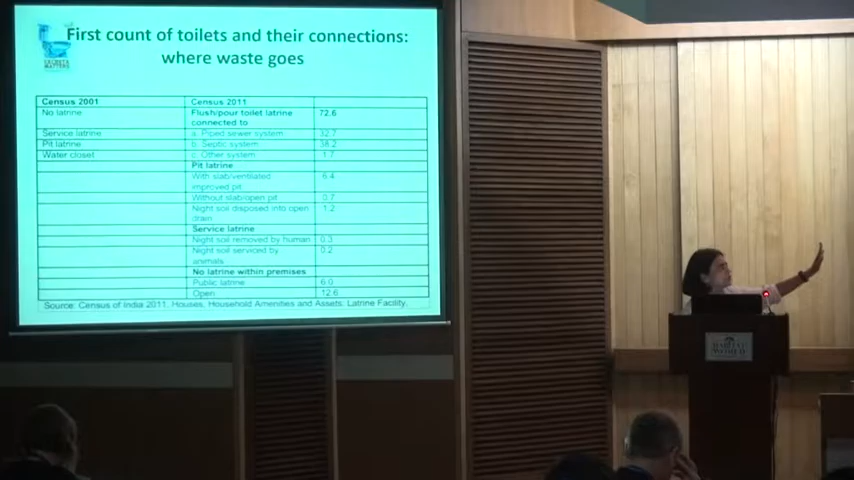 First count of toilets and their connections:
where waste goes
EXCRETA
MATTERS
Census 2001 Census 2011
No latrine Flush/pour toilet latrine connected to 72.6
Service latrine a. Piped sewer system 32.7
Pit latrine b. Septic system 38.2
Water closet c. Other system 1.7
Pit latrine
With slab/ventilated improved pit 6.4
Without slab/open pit 0.7
Night soil disposed into open drain 1.2
Service latrine
Night soil removed by human 0.3
Night soil serviced by animals 0.2
No latrine within premises
Public latrine 6.0
Open 12.6
Source: Census of India 2011, Houses, Household Amenities and Assets: Latrine Facility,
HABITAT
WORLD